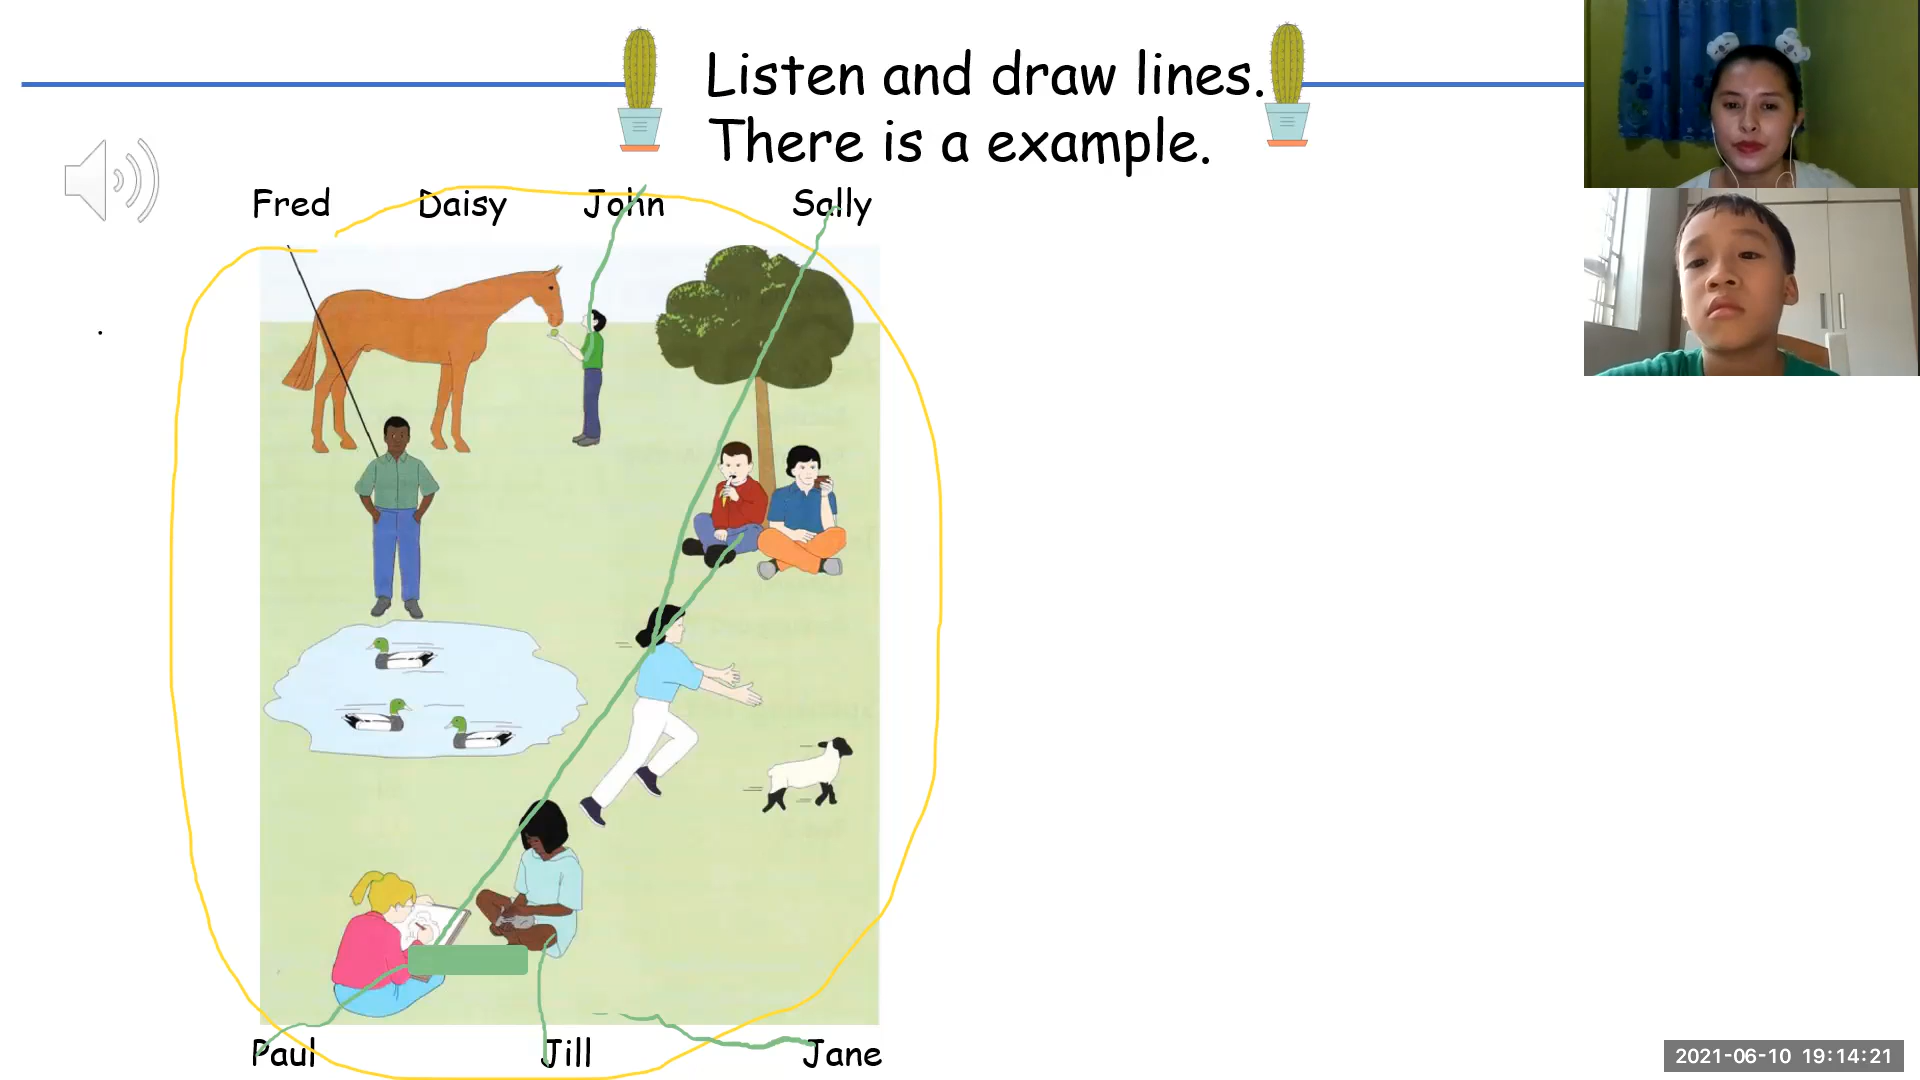 Listen and draw lines.
There is a example.
Fred Daisy John Sally
Paul Jill Jane
2021-06-10 19:14:21